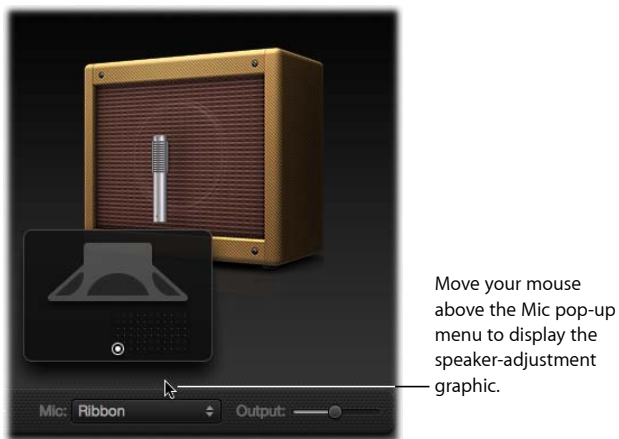 Move your mouse
above the Mic pop-up
menu to display the
speaker-adjustment
graphic.
Mic: Ribbon
Output: